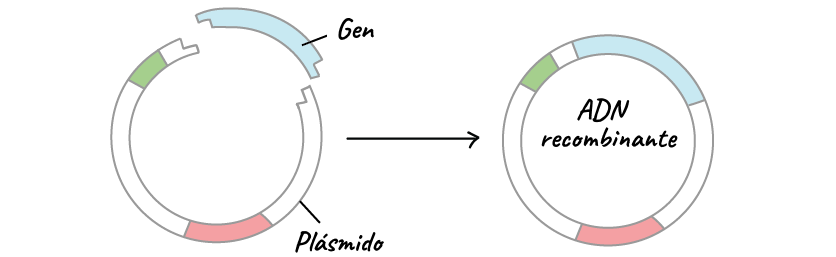 Gen
ADN
recombinante
Plásmido